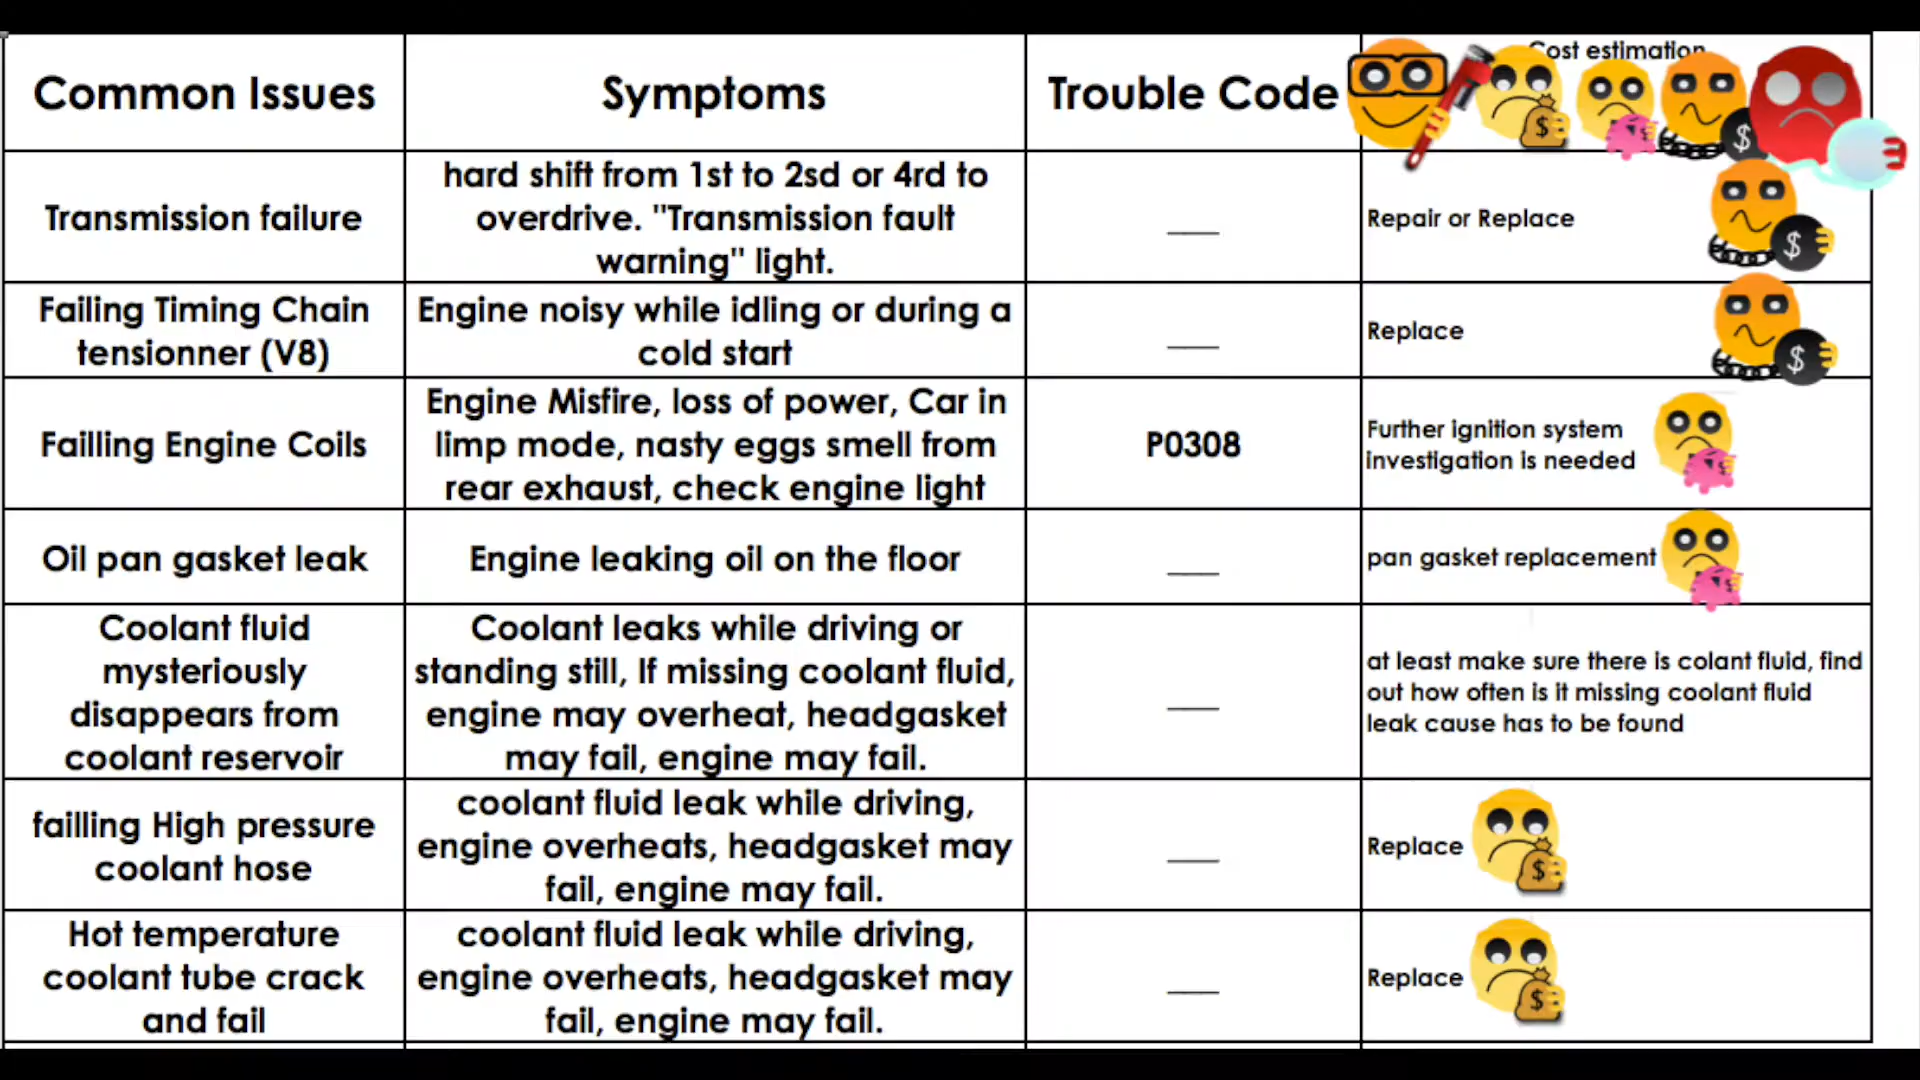 Common Issues
Symptoms
Trouble Code
Cost estimation
Transmission failure
hard shift from 1st to 2sd or 4rd to
overdrive. "Transmission fault
warning" light.
___
Repair or Replace
$
Failing Timing Chain
tensionner (V8)
Engine noisy while idling or during a
cold start
___
Replace
$
Failling Engine Coils
Engine Misfire, loss of power, Car in
limp mode, nasty eggs smell from
rear exhaust, check engine light
P0308
Further ignition system
investigation is needed
Oil pan gasket leak
Engine leaking oil on the floor
___
pan gasket replacement
Coolant fluid
mysteriously
disappears from
coolant reservoir
Coolant leaks while driving or
standing still, If missing coolant fluid,
engine may overheat, headgasket
may fail, engine may fail.
___
at least make sure there is colant fluid, find
out how often is it missing coolant fluid
leak cause has to be found
failling High pressure
coolant hose
coolant fluid leak while driving,
engine overheats, headgasket may
fail, engine may fail.
___
Replace
$
Hot temperature
coolant tube crack
and fail
coolant fluid leak while driving,
engine overheats, headgasket may
fail, engine may fail.
___
Replace
$